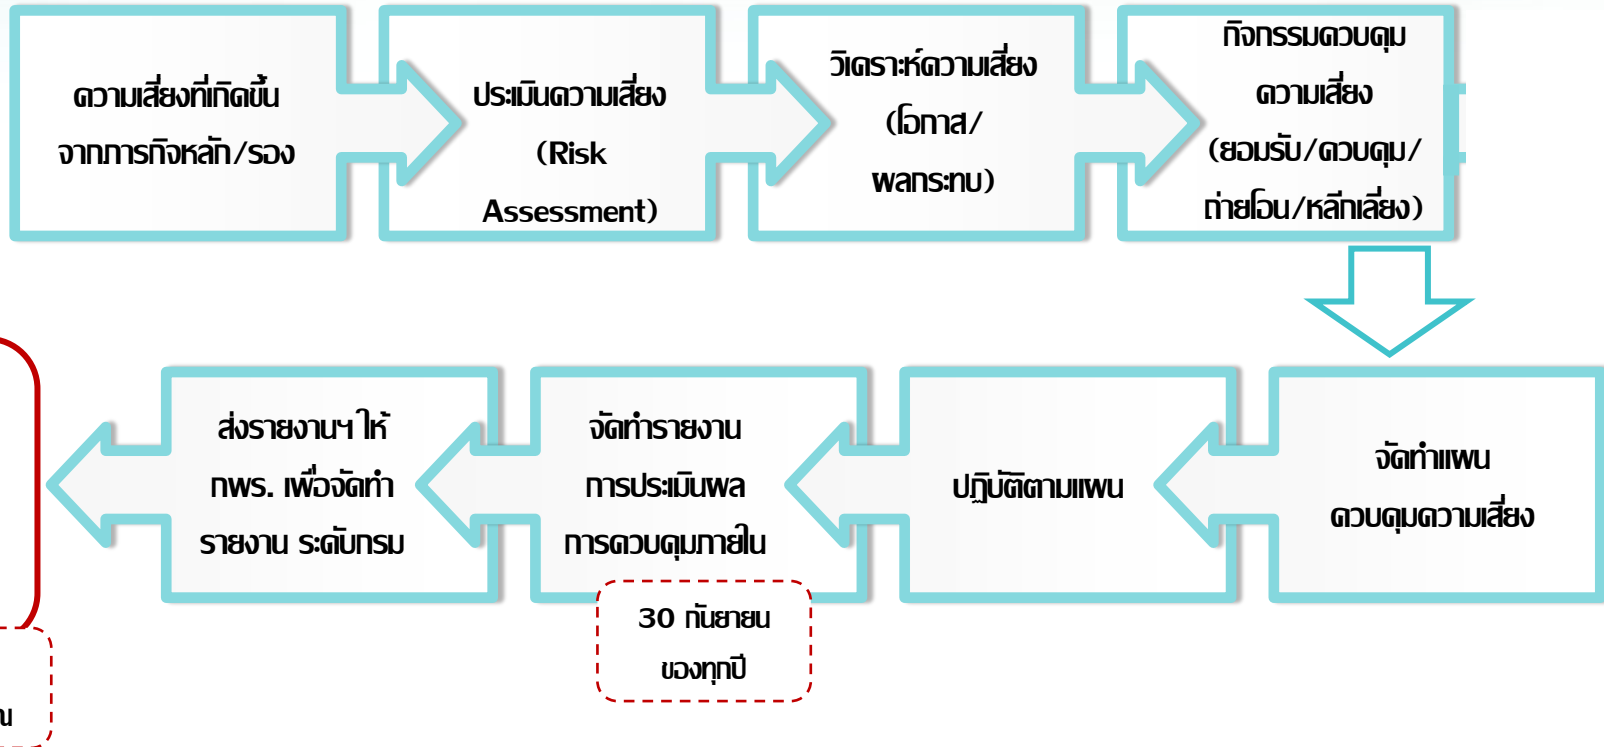 ความเสี่ยงที่เกิดขึ้น
จากภารกิจหลัก/รอง
ประเมินความเสี่ยง
(Risk
Assessment)
วิเคราะห์ความเสี่ยง
(โอกาส/
ผลกระทบ)
กิจกรรมควบคุม
ความเสี่ยง
(ยอมรับ/ควบคุม/
ถ่ายโอน/หลีกเลี่ยง)
จัดทำแผน
ควบคุมความเสี่ยง
ปฏิบัติตามแผน
จัดทำรายงาน
การประเมินผล
การควบคุมภายใน
30 กันยายน
ของทุกปี
ส่งรายงานฯ ให้
กพร. เพื่อจัดทำ
รายงาน ระดับกรม